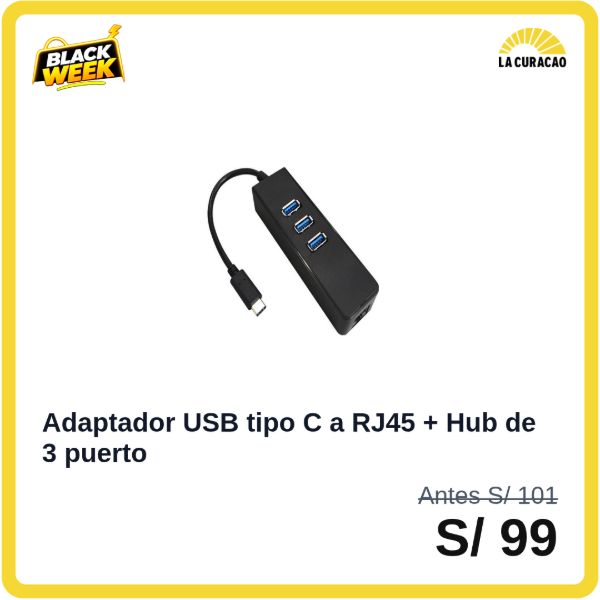 BLACK
WEEK
LA CURACAO
Adaptador USB tipo C a RJ45 + Hub de
3 puerto
Antes S/ 101
S/ 99